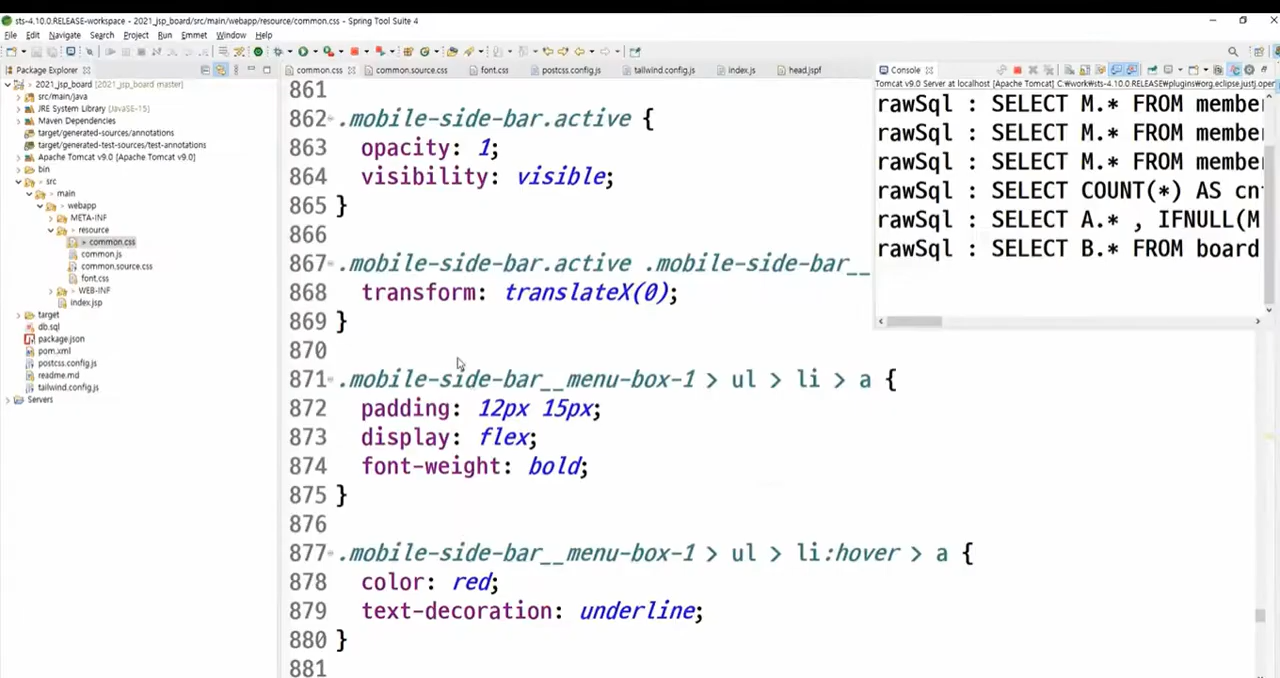 sts-4.10.0.RELEASE-workspace - 2021_jsp_board/src/main/webapp/resource/common.css - Spring Tool Suite 4
File Edit Navigate Search Project Run Emmet Window Help
Package Explorer
2021_jsp_board (2021_jsp_board master)
src/main/java
JRE System Library (JavaSE-15)
Maven Dependencies
target/generated-sources/annotations
target/generated-test-sources/test-annotations
Apache Tomcat v9.0 [Apache Tomcat v9.0]
bin
src
main
webapp
META-INF
resource
> common.css
common.js
common.source.css
font.css
WEB-INF
index.jsp
target
db.sql
package.json
pom.xml
postcss.config.js
readme.md
tailwind.config.js
Servers
common.css common.source.css font.css postcss.config.js tailwind.config.js index.js head.jspf
861
862 .mobile-side-bar.active {
863 opacity: 1;
864 visibility: visible;
865 }
866
867 .mobile-side-bar.active .mobile-side-bar__
868 transform: translateX(0);
869 }
870
871 .mobile-side-bar__menu-box-1 > ul > li > a {
872 padding: 12px 15px;
873 display: flex;
874 font-weight: bold;
875 }
876
877 .mobile-side-bar__menu-box-1 > ul > li:hover > a {
878 color: red;
879 text-decoration: underline;
880 }
881
Console
Tomcat v9.0 Server at localhost [Apache Tomcat] C:₩work₩sts-4.10.0.RELEASE₩plugins₩org.eclipse.justj.open
rawSql : SELECT M.* FROM member
rawSql : SELECT M.* FROM member
rawSql : SELECT M.* FROM member
rawSql : SELECT COUNT(*) AS cn
rawSql : SELECT A.* , IFNULL(M
rawSql : SELECT B.* FROM board